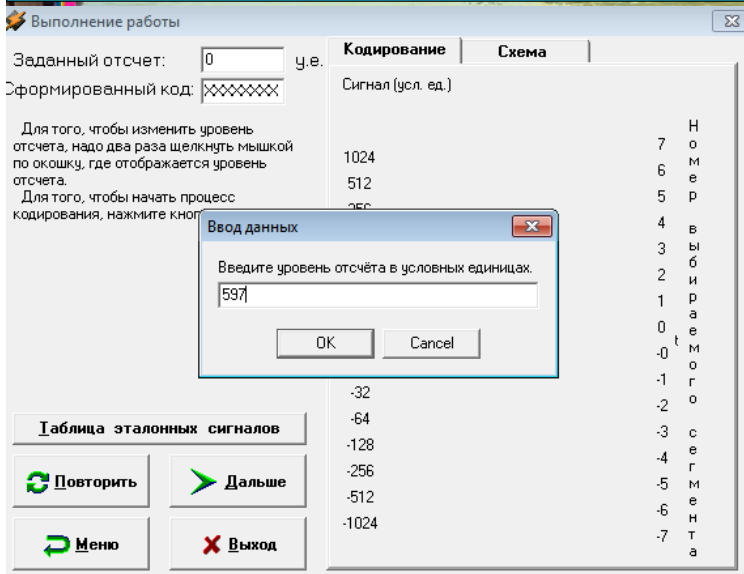 Выполнение работы
Заданный отсчет: 0 у.е.
Сформированный код: XXXXXXXX
Для того, чтобы изменить уровень
отсчета, надо два раза щелкнуть мышкой
по окошку, где отображается уровень
отсчета.
Для того, чтобы начать процесс
кодирования, нажмите
Таблица эталонных сигналов
Повторить
Дальше
Меню
Выход
Кодирование
Схема
Сигнал (усл. ед.)
1024
512
256
Ввод данных
Введите уровень отсчёта в условных единицах.
597
OK
Cancel
-32
-64
-128
-256
-512
-1024
7
6
5
4
3
2
1
0
t
-0
-1
-2
-3
-4
-5
-6
-7
Номер выбираемого сегмента